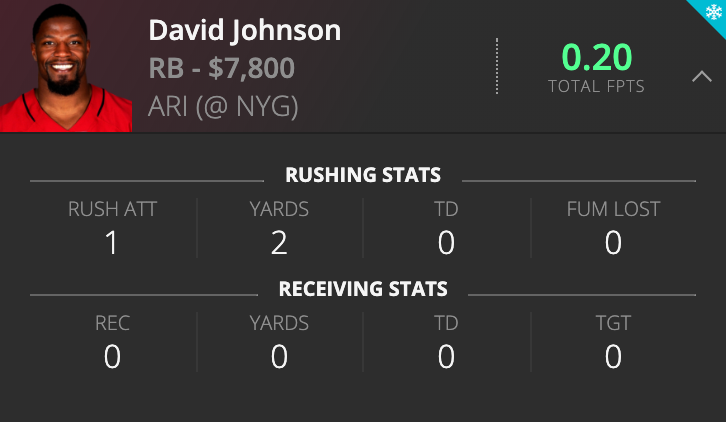 David Johnson
RB - $7,800
ARI (@ NYG)
0.20
TOTAL FPTS
RUSHING STATS
RUSH ATT YARDS TD FUM LOST
1 2 0 0
RECEIVING STATS
REC YARDS TD TGT
0 0 0 0